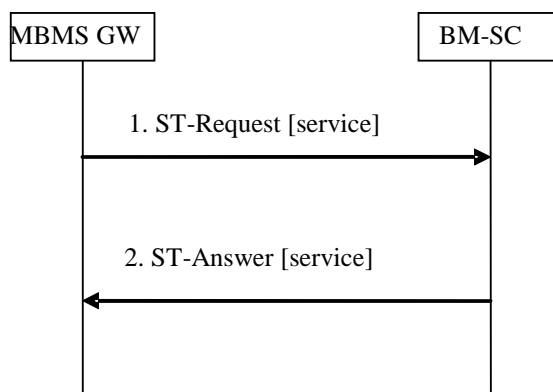 MBMS GW
BM-SC
1. ST-Request [service]
2. ST-Answer [service]